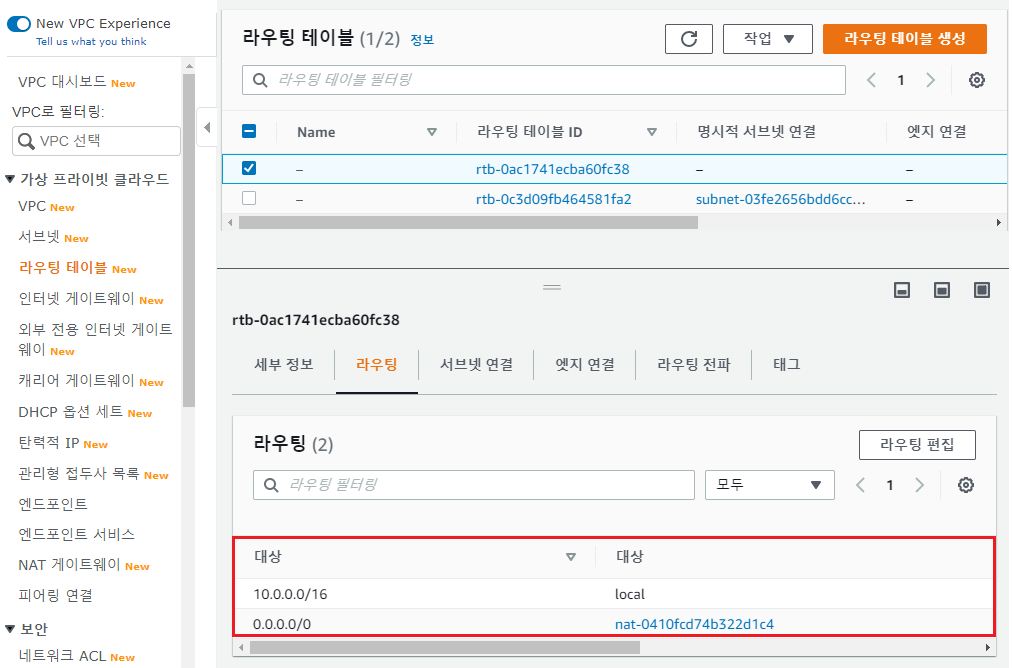 New VPC Experience
Tell us what you think
VPC 대시보드 New
VPC로 필터링:
VPC 선택
가상 프라이빗 클라우드
VPC New
서브넷 New
라우팅 테이블 New
인터넷 게이트웨이 New
외부 전용 인터넷 게이트
웨이 New
캐리어 게이트웨이 New
DHCP 옵션 세트 New
탄력적 IP New
관리형 접두사 목록 New
엔드포인트
엔드포인트 서비스
NAT 게이트웨이 New
피어링 연결
보안
네트워크 ACL New
라우팅 테이블 (1/2) 정보
작업
라우팅 테이블 생성
라우팅 테이블 필터링
1
Name 라우팅 테이블 ID 명시적 서브넷 연결 엣지 연결
– rtb-0ac1741ecba60fc38 – –
– rtb-0c3d09fb464581fa2 subnet-03fe2656bdd6cc... –
rtb-0ac1741ecba60fc38
세부 정보 라우팅 서브넷 연결 엣지 연결 라우팅 전파 태그
라우팅 (2)
라우팅 편집
라우팅 필터링
모두
1
대상 대상
10.0.0.0/16 local
0.0.0.0/0 nat-0410fcd74b322d1c4